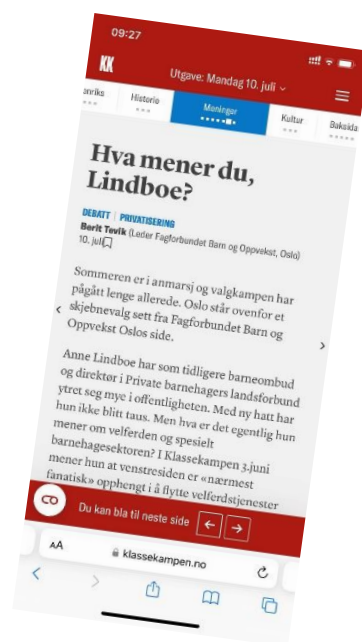 09:27
KK
Utgave: Mandag 10. juli
enriks Historie Meninger Kultur Baksida
Hva mener du,
Lindboe?
DEBATT | PRIVATISERING
Berit Tevik (Leder Fagforbundet Barn og Oppvekst, Oslo)
10. juli
Sommeren er i anmarsj og valgkampen har
pågått lenge allerede. Oslo står ovenfor et
skjebnevalg sett fra Fagforbundet Barn og
Oppvekst Oslos side.
Anne Lindboe har som tidligere barneombud
og direktør i Private barnehagers landsforbund
ytret seg mye i offentligheten. Med ny hatt har
hun ikke blitt taus. Men hva er det egentlig hun
mener om velferden og spesielt
barnehagesektoren? I Klassekampen 3.juni
mener hun at venstresiden er «nærmest
fanatisk» opphengt i å flytte velferdstjenester
Du kan bla til neste side
AA klassekampen.no